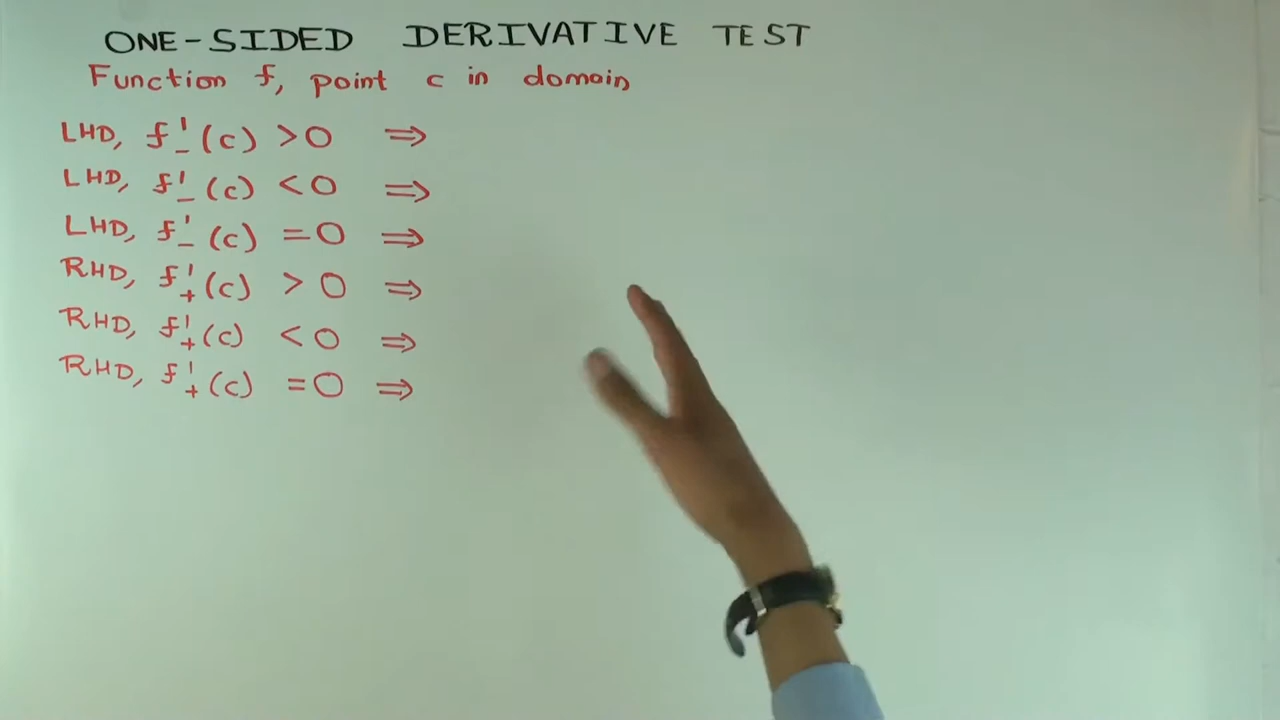 ONE-SIDED DERIVATIVE TEST
Function f, point c in domain
LHD, f'₋(c) >0 ⇒
LHD, f'₋(c) <0 ⇒
LHD, f'₋(c) =0 ⇒
RHD, f'₊(c) >0 ⇒
RHD, f'₊(c) <0 ⇒
RHD, f'₊(c) =0 ⇒